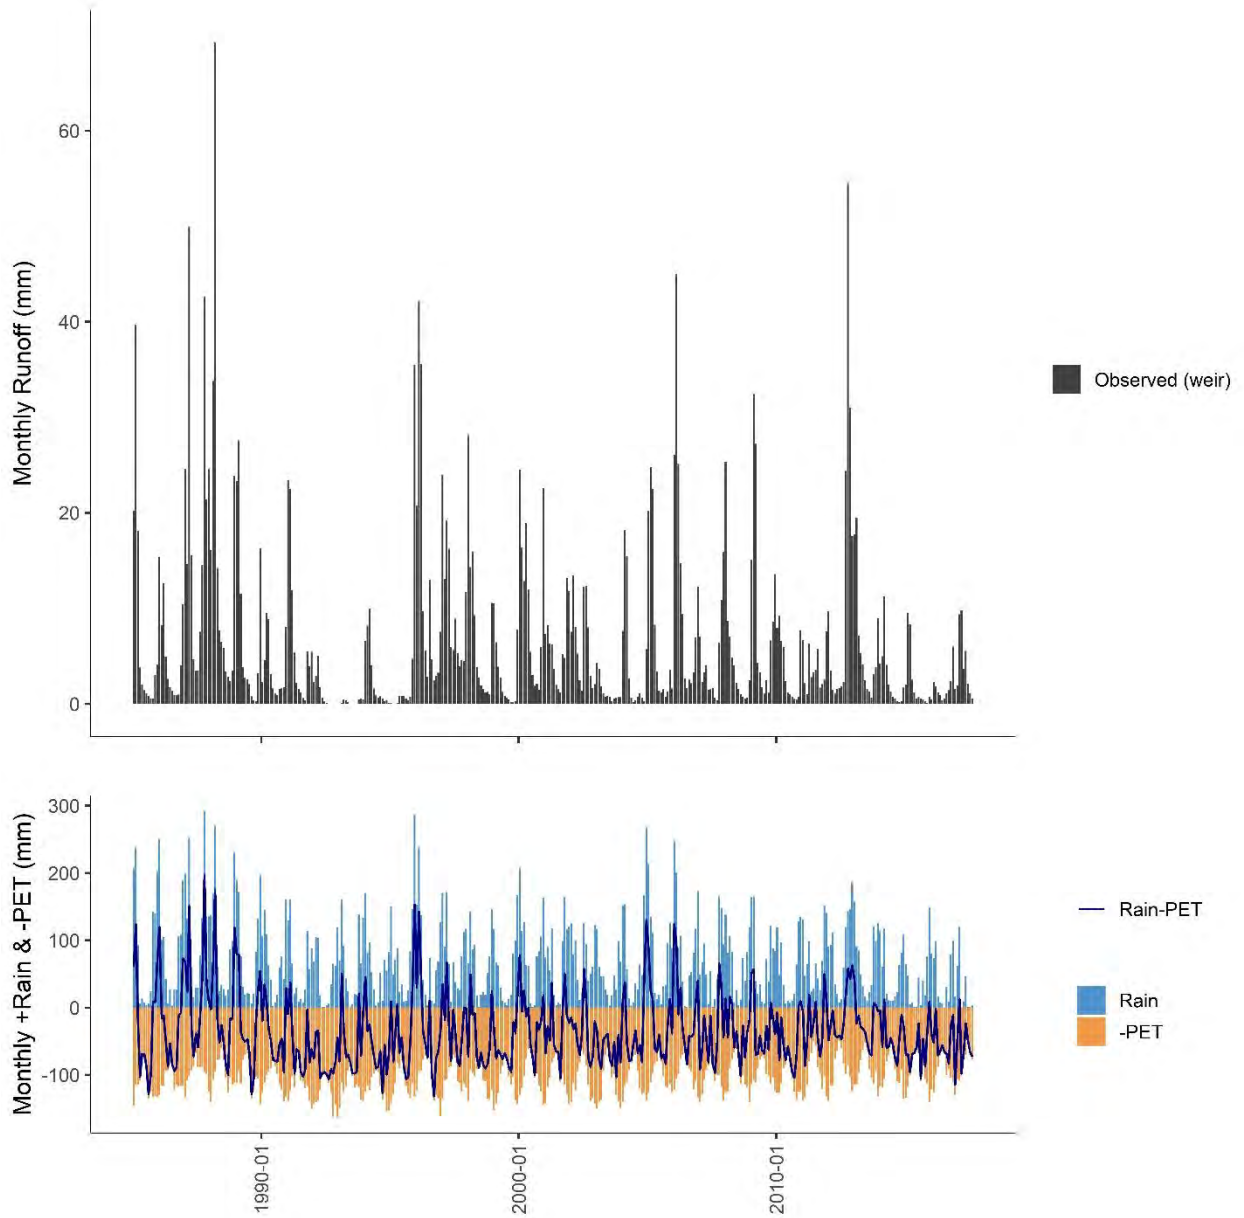 60
40
20
0
Monthly Runoff (mm)
Observed (weir)
300
200
100
0
-100
Monthly +Rain & -PET (mm)
Rain-PET
Rain
-PET
1990-01
2000-01
2010-01